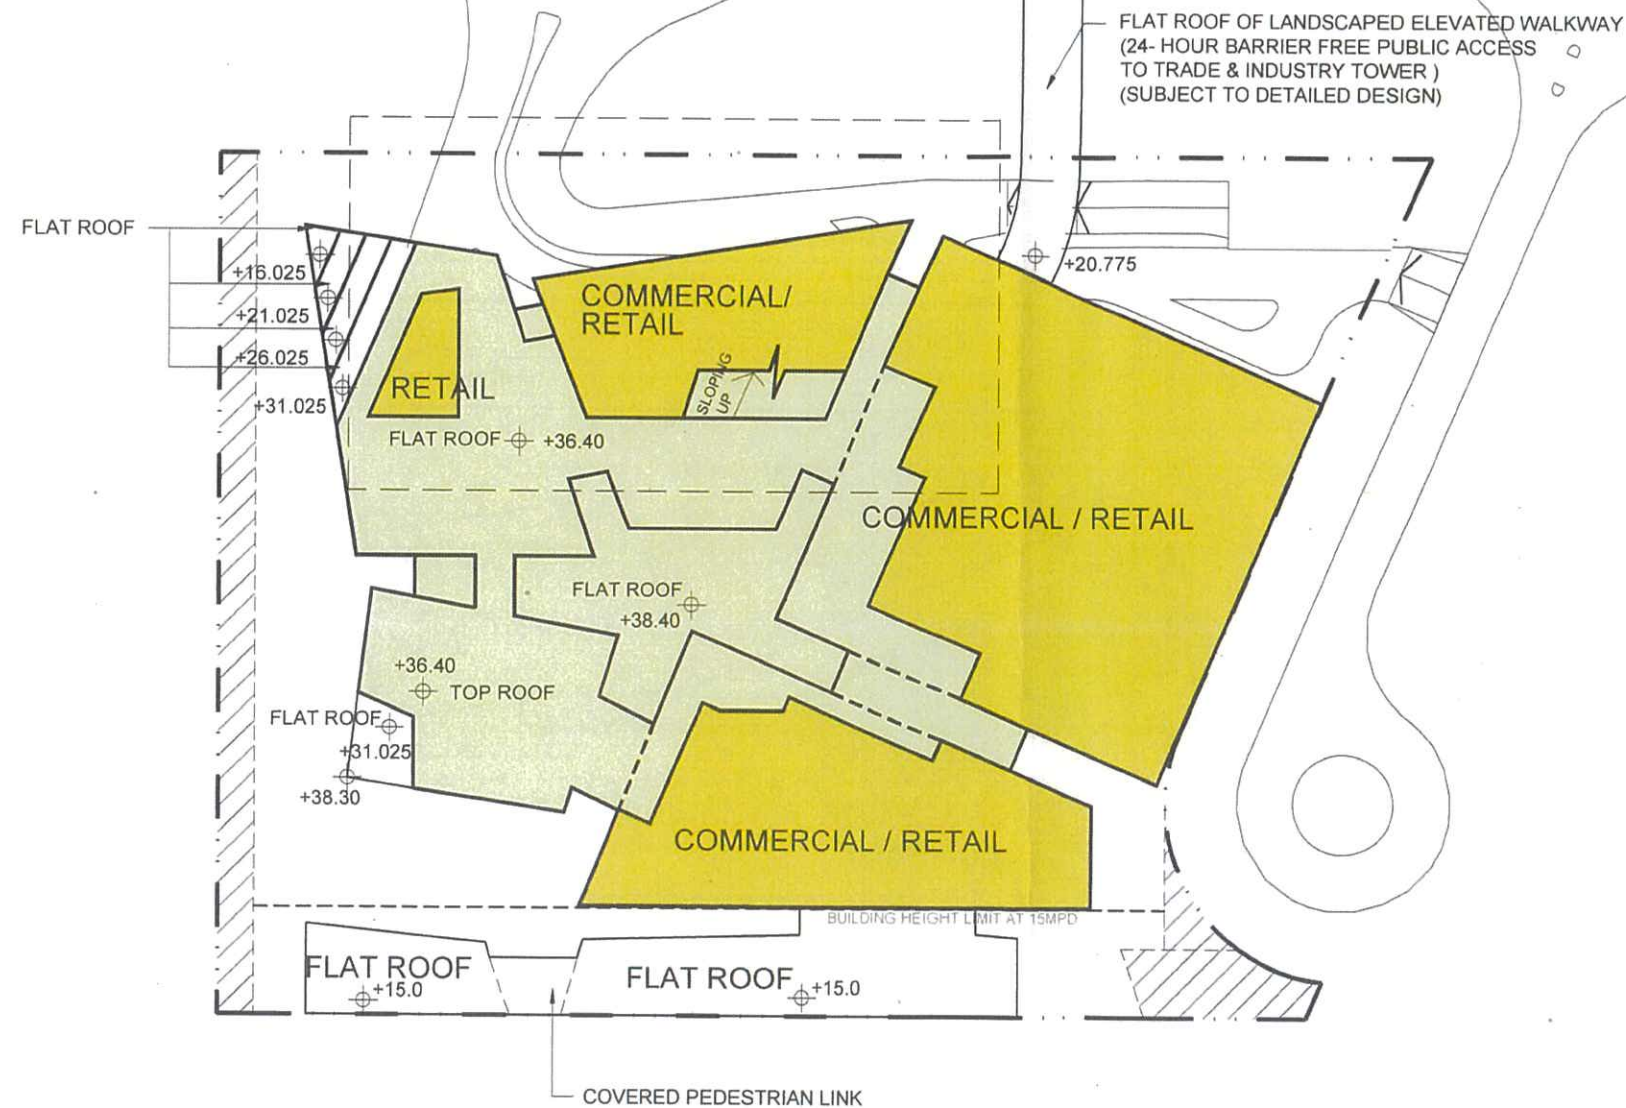 FLAT ROOF OF LANDSCAPED ELEVATED WALKWAY
(24- HOUR BARRIER FREE PUBLIC ACCESS
TO TRADE & INDUSTRY TOWER )
(SUBJECT TO DETAILED DESIGN)
FLAT ROOF
+16.025
+21.025
+26.025
+31.025
+20.775
COMMERCIAL/
RETAIL
SLOPING
UP
RETAIL
FLAT ROOF +36.40
COMMERCIAL / RETAIL
FLAT ROOF
+38.40
+36.40
TOP ROOF
FLAT ROOF
+31.025
+38.30
COMMERCIAL / RETAIL
BUILDING HEIGHT LIMIT AT 15MPD
FLAT ROOF
+15.0
FLAT ROOF
+15.0
COVERED PEDESTRIAN LINK